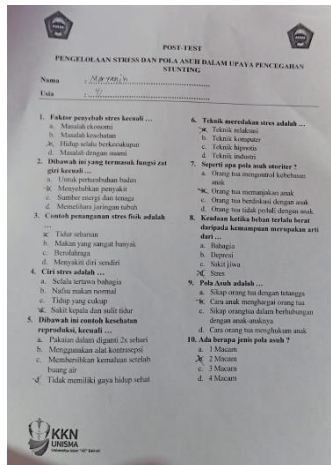 POST-TEST
PENGELOLAAN STRESS DAN POLA ASUH DALAM UPAYA PENCEGAHAN
STUNTING
Nama : Maryanih
Usia :
1. Faktor penyebab stres kecuali ...
a. Masalah ekonomi
b. Masalah kesehatan
c. Hidup selalu berkecukupan
d. Masalah dengan suami
2. Dibawah ini yang termasuk fungsi zat
gizi kecuali ...
a. Untuk pertumbuhan badan
b. Menyebabkan penyakit
c. Sumber energi dan tenaga
d. Memelihara jaringan tubuh
3. Contoh penanganan stres fisik adalah
...
a. Tidur seharian
b. Makan yang sangat banyak
c. Berolahraga
d. Menyakiti diri sendiri
4. Ciri stres adalah ...
a. Selalu tertawa bahagia
b. Nafsu makan normal
c. Tidup yang cukup
d. Sakit kepala dan sulit tidur
5. Dibawah ini contoh kesehatan
reproduksi, kecuali ...
a. Pakaian dalam diganti 2x sehari
b. Menggunakan alat kontrasepsi
c. Membersihkan kemaluan setelah
buang air
d. Tidak memiliki gaya hidup sehat
6. Teknik meredakan stres adalah ...
a. Teknik relaksasi
b. Teknik komputer
c. Teknik hipnotis
d. Teknik industri
7. Seperti apa pola asuh otoriter ?
a. Orang tua mengontrol kebebasan
anak
b. Orang tua memanjakan anak
c. Orang tua berdiskusi dengan anak
d. Orang tua tidak peduli dengan anak
8. Keadaan ketika beban terlalu berat
daripada kemampuan merupakan arti
dari ...
a. Bahagia
b. Depresi
c. Sakit jiwa
d. Stres
9. Pola Asuh adalah ...
a. Sikap orang tua dengan tetangga
b. Cara anak menghargai orang tua
c. Sikap orangtua dalam berhubungan
dengan anak-anaknya
d. Cara orang tua menghukum anak
10. Ada berapa jenis pola asuh ?
a. 1 Macam
b. 2 Macam
c. 3 Macam
d. 4 Macam
KKN
UNISMA